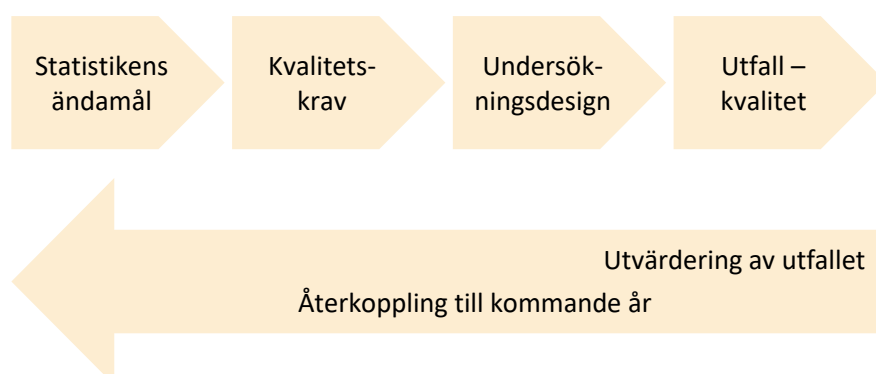 Statistikens
ändamål
Kvalitets-
krav
Undersök-
ningsdesign
Utfall –
kvalitet
Utvärdering av utfallet
Återkoppling till kommande år